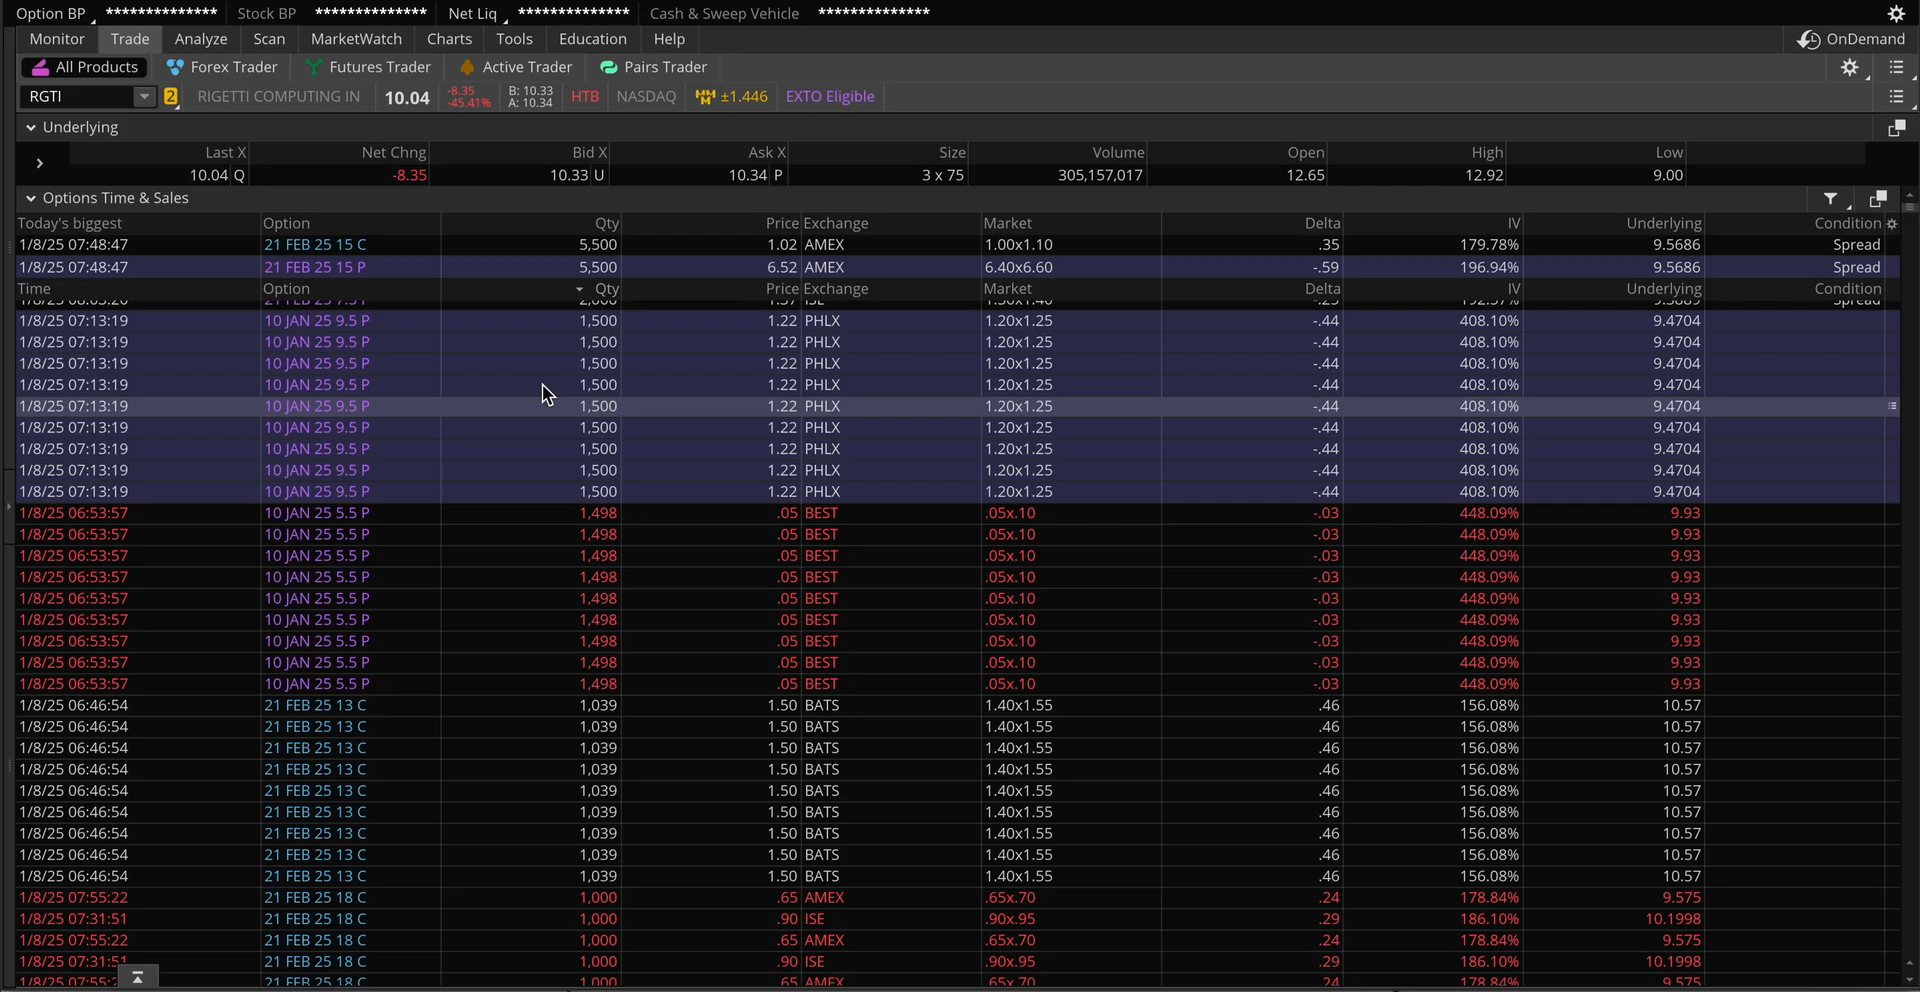 Option BP ************** Stock BP ************** Net Liq ************** Cash & Sweep Vehicle **************
Monitor Trade Analyze Scan MarketWatch Charts Tools Education Help OnDemand
All Products Forex Trader Futures Trader Active Trader Pairs Trader
RGTI 2 RIGETTI COMPUTING IN 10.04 -8.35 -45.41% B: 10.33 A: 10.34 HTB NASDAQ ±1.446 EXTO Eligible
Underlying
Last X Net Chng Bid X Ask X Size Volume Open High Low
10.04 Q -8.35 10.33 U 10.34 P 3 x 75 305,157,017 12.65 12.92 9.00
Options Time & Sales
Today's biggest Option Qty Price Exchange Market Delta IV Underlying Condition
1/8/25 07:48:47 21 FEB 25 15 C 5,500 1.02 AMEX 1.00x1.10 .35 179.78% 9.5686 Spread
1/8/25 07:48:47 21 FEB 25 15 P 5,500 6.52 AMEX 6.40x6.60 -.59 196.94% 9.5686 Spread
Time Option Qty Price Exchange Market Delta IV Underlying Condition
1/8/25 07:13:19 10 JAN 25 9.5 P 1,500 1.22 PHLX 1.20x1.25 -.44 408.10% 9.4704
1/8/25 07:13:19 10 JAN 25 9.5 P 1,500 1.22 PHLX 1.20x1.25 -.44 408.10% 9.4704
1/8/25 07:13:19 10 JAN 25 9.5 P 1,500 1.22 PHLX 1.20x1.25 -.44 408.10% 9.4704
1/8/25 07:13:19 10 JAN 25 9.5 P 1,500 1.22 PHLX 1.20x1.25 -.44 408.10% 9.4704
1/8/25 07:13:19 10 JAN 25 9.5 P 1,500 1.22 PHLX 1.20x1.25 -.44 408.10% 9.4704
1/8/25 07:13:19 10 JAN 25 9.5 P 1,500 1.22 PHLX 1.20x1.25 -.44 408.10% 9.4704
1/8/25 07:13:19 10 JAN 25 9.5 P 1,500 1.22 PHLX 1.20x1.25 -.44 408.10% 9.4704
1/8/25 07:13:19 10 JAN 25 9.5 P 1,500 1.22 PHLX 1.20x1.25 -.44 408.10% 9.4704
1/8/25 07:13:19 10 JAN 25 9.5 P 1,500 1.22 PHLX 1.20x1.25 -.44 408.10% 9.4704
1/8/25 06:53:57 10 JAN 25 5.5 P 1,498 .05 BEST .05x.10 -.03 448.09% 9.93
1/8/25 06:53:57 10 JAN 25 5.5 P 1,498 .05 BEST .05x.10 -.03 448.09% 9.93
1/8/25 06:53:57 10 JAN 25 5.5 P 1,498 .05 BEST .05x.10 -.03 448.09% 9.93
1/8/25 06:53:57 10 JAN 25 5.5 P 1,498 .05 BEST .05x.10 -.03 448.09% 9.93
1/8/25 06:53:57 10 JAN 25 5.5 P 1,498 .05 BEST .05x.10 -.03 448.09% 9.93
1/8/25 06:53:57 10 JAN 25 5.5 P 1,498 .05 BEST .05x.10 -.03 448.09% 9.93
1/8/25 06:53:57 10 JAN 25 5.5 P 1,498 .05 BEST .05x.10 -.03 448.09% 9.93
1/8/25 06:53:57 10 JAN 25 5.5 P 1,498 .05 BEST .05x.10 -.03 448.09% 9.93
1/8/25 06:53:57 10 JAN 25 5.5 P 1,498 .05 BEST .05x.10 -.03 448.09% 9.93
1/8/25 06:46:54 21 FEB 25 13 C 1,039 1.50 BATS 1.40x1.55 .46 156.08% 10.57
1/8/25 06:46:54 21 FEB 25 13 C 1,039 1.50 BATS 1.40x1.55 .46 156.08% 10.57
1/8/25 06:46:54 21 FEB 25 13 C 1,039 1.50 BATS 1.40x1.55 .46 156.08% 10.57
1/8/25 06:46:54 21 FEB 25 13 C 1,039 1.50 BATS 1.40x1.55 .46 156.08% 10.57
1/8/25 06:46:54 21 FEB 25 13 C 1,039 1.50 BATS 1.40x1.55 .46 156.08% 10.57
1/8/25 06:46:54 21 FEB 25 13 C 1,039 1.50 BATS 1.40x1.55 .46 156.08% 10.57
1/8/25 06:46:54 21 FEB 25 13 C 1,039 1.50 BATS 1.40x1.55 .46 156.08% 10.57
1/8/25 06:46:54 21 FEB 25 13 C 1,039 1.50 BATS 1.40x1.55 .46 156.08% 10.57
1/8/25 06:46:54 21 FEB 25 13 C 1,039 1.50 BATS 1.40x1.55 .46 156.08% 10.57
1/8/25 07:55:22 21 FEB 25 18 C 1,000 .65 AMEX .65x.70 .24 178.84% 9.575
1/8/25 07:31:51 21 FEB 25 18 C 1,000 .90 ISE .90x.95 .29 186.10% 10.1998
1/8/25 07:55:22 21 FEB 25 18 C 1,000 .65 AMEX .65x.70 .24 178.84% 9.575
1/8/25 07:31:51 21 FEB 25 18 C 1,000 .90 ISE .90x.95 .29 186.10% 10.1998
21 FEB 25 18 C 1,000 .65 AMEX .65x.70 .24 178.84% 9.575